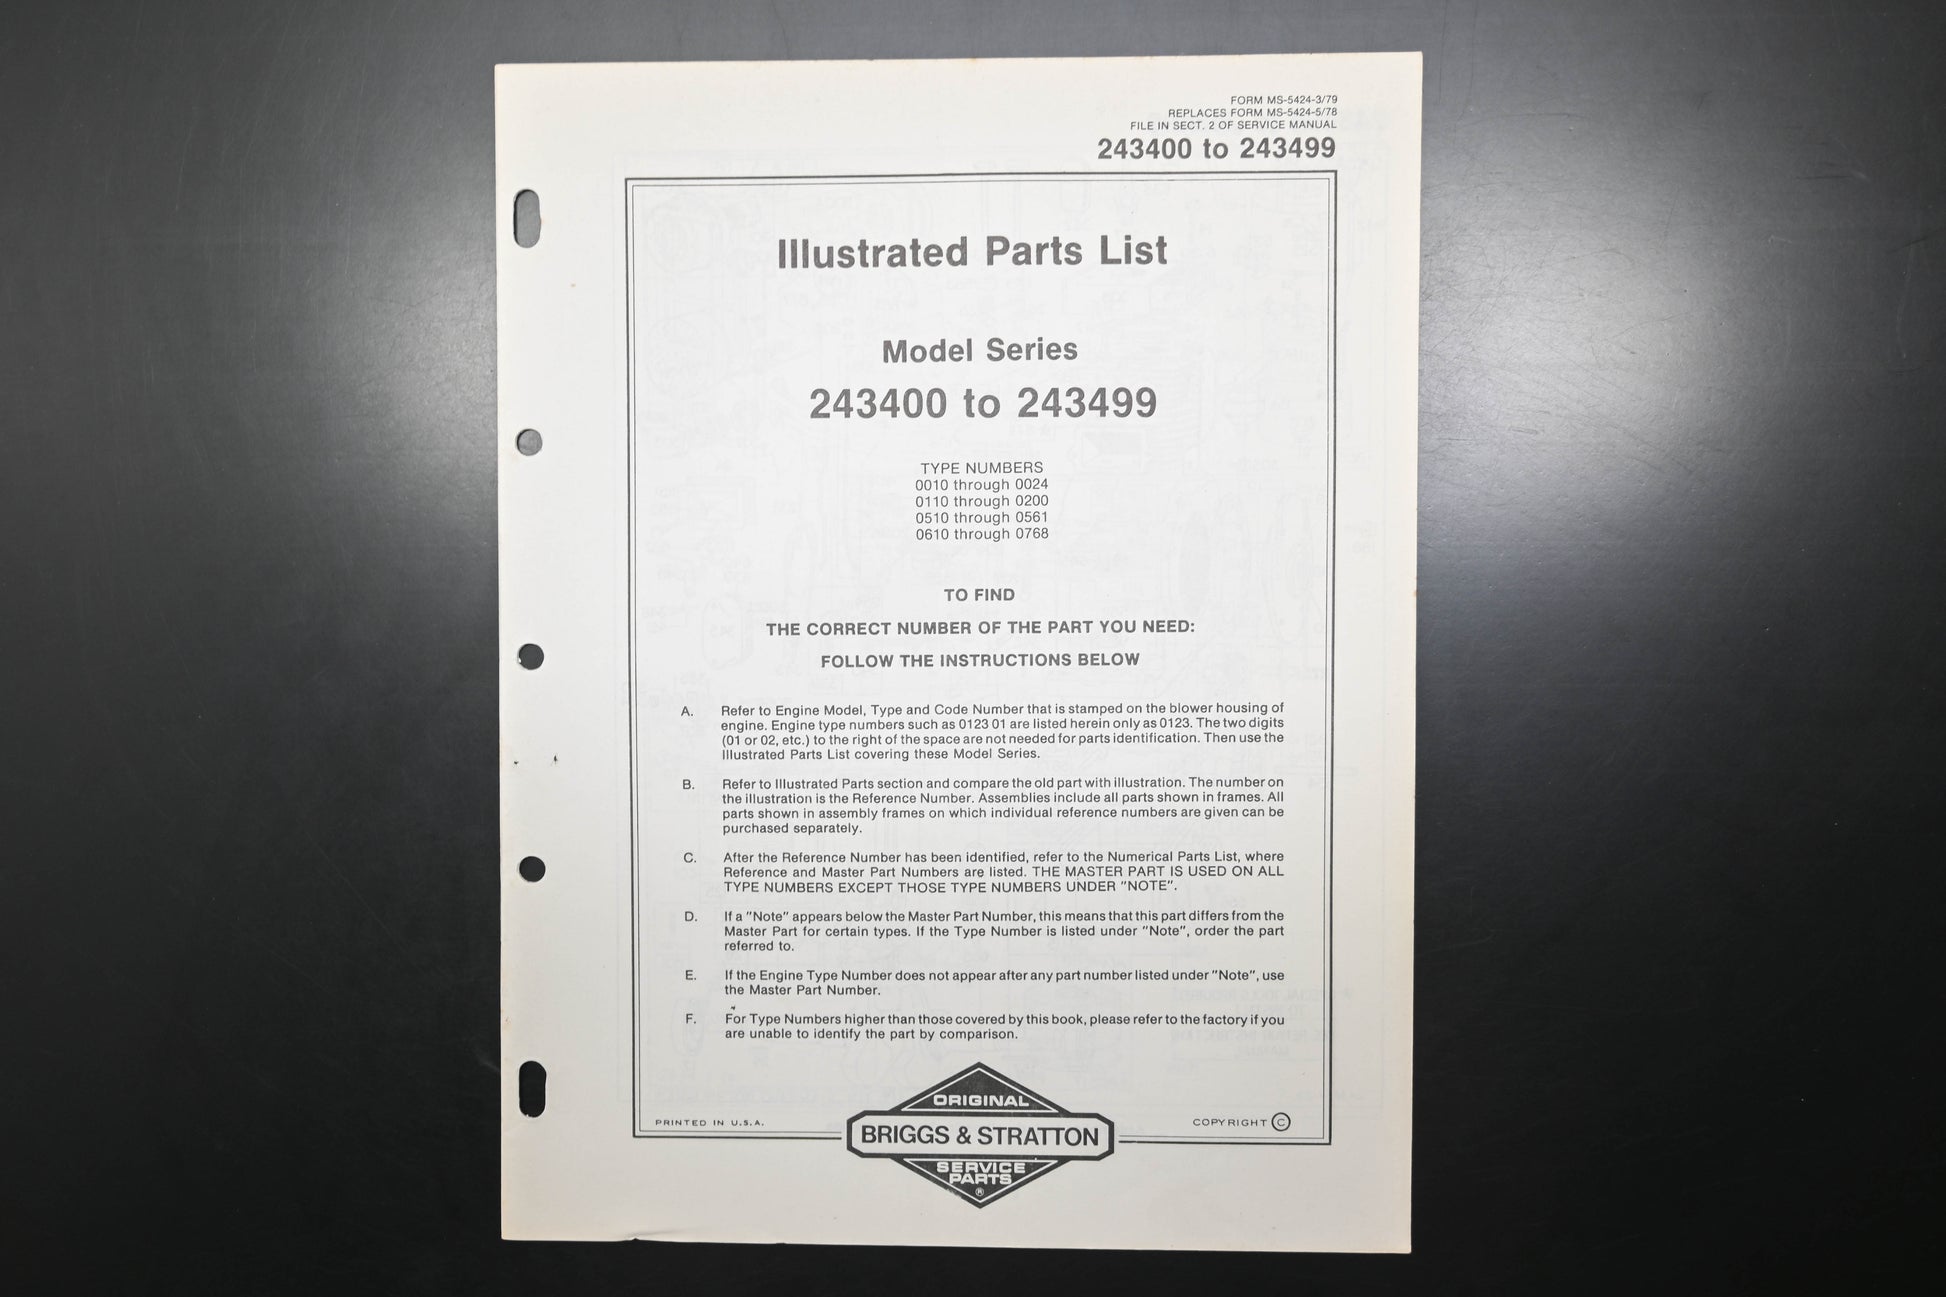 FORM MS-5424-3/79
REPLACES FORM MS-5424-5/78
FILE IN SECT. 2 OF SERVICE MANUAL
243400 to 243499
Illustrated Parts List
Model Series
243400 to 243499
TYPE NUMBERS
0010 through 0024
0110 through 0200
0510 through 0561
0610 through 0768
TO FIND
THE CORRECT NUMBER OF THE PART YOU NEED:
FOLLOW THE INSTRUCTIONS BELOW
A. Refer to Engine Model, Type and Code Number that is stamped on the blower housing of
engine. Engine type numbers such as 0123 01 are listed herein only as 0123. The two digits
(01 or 02, etc.) to the right of the space are not needed for parts identification. Then use the
Illustrated Parts List covering these Model Series.
B. Refer to Illustrated Parts section and compare the old part with illustration. The number on
the illustration is the Reference Number. Assemblies include all parts shown in frames. All
parts shown in assembly frames on which individual reference numbers are given can be
purchased separately.
C. After the Reference Number has been identified, refer to the Numerical Parts List, where
Reference and Master Part Numbers are listed. THE MASTER PART IS USED ON ALL
TYPE NUMBERS EXCEPT THOSE TYPE NUMBERS UNDER "NOTE".
D. If a "Note" appears below the Master Part Number, this means that this part differs from the
Master Part for certain types. If the Type Number is listed under "Note", order the part
referred to.
E. If the Engine Type Number does not appear after any part number listed under "Note", use
the Master Part Number.
F. For Type Numbers higher than those covered by this book, please refer to the factory if you
are unable to identify the part by comparison.
PRINTED IN U.S.A.
COPYRIGHT ©
ORIGINAL
BRIGGS & STRATTON
SERVICE
PARTS
®